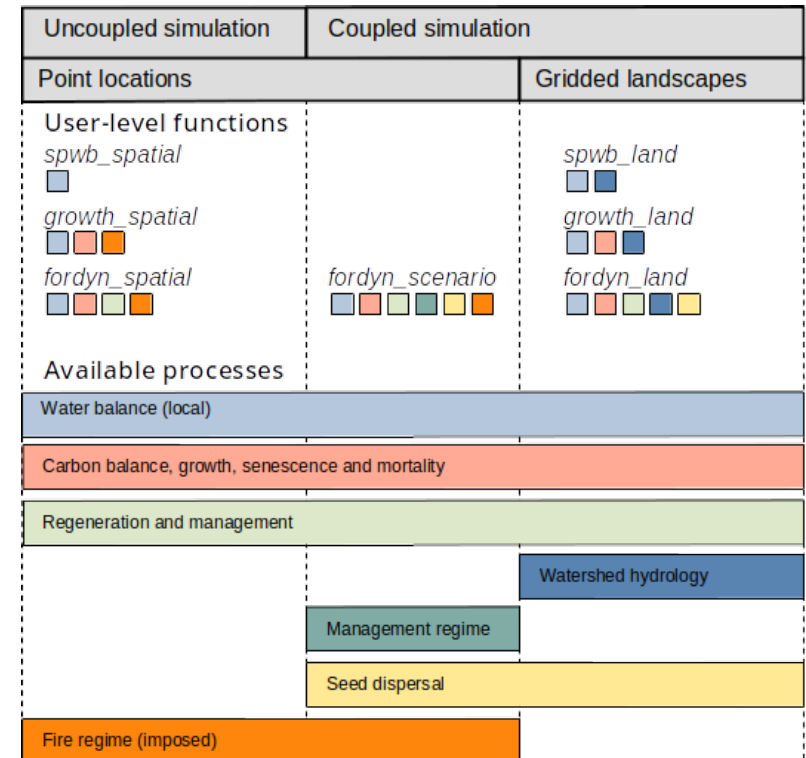 Uncoupled simulation
Coupled simulation
Point locations
Gridded landscapes
User-level functions
spwb_spatial
spwb_land
growth_spatial
growth_land
fordyn_spatial
fordyn_scenario
fordyn_land
Available processes
Water balance (local)
Carbon balance, growth, senescence and mortality
Regeneration and management
Watershed hydrology
Management regime
Seed dispersal
Fire regime (imposed)